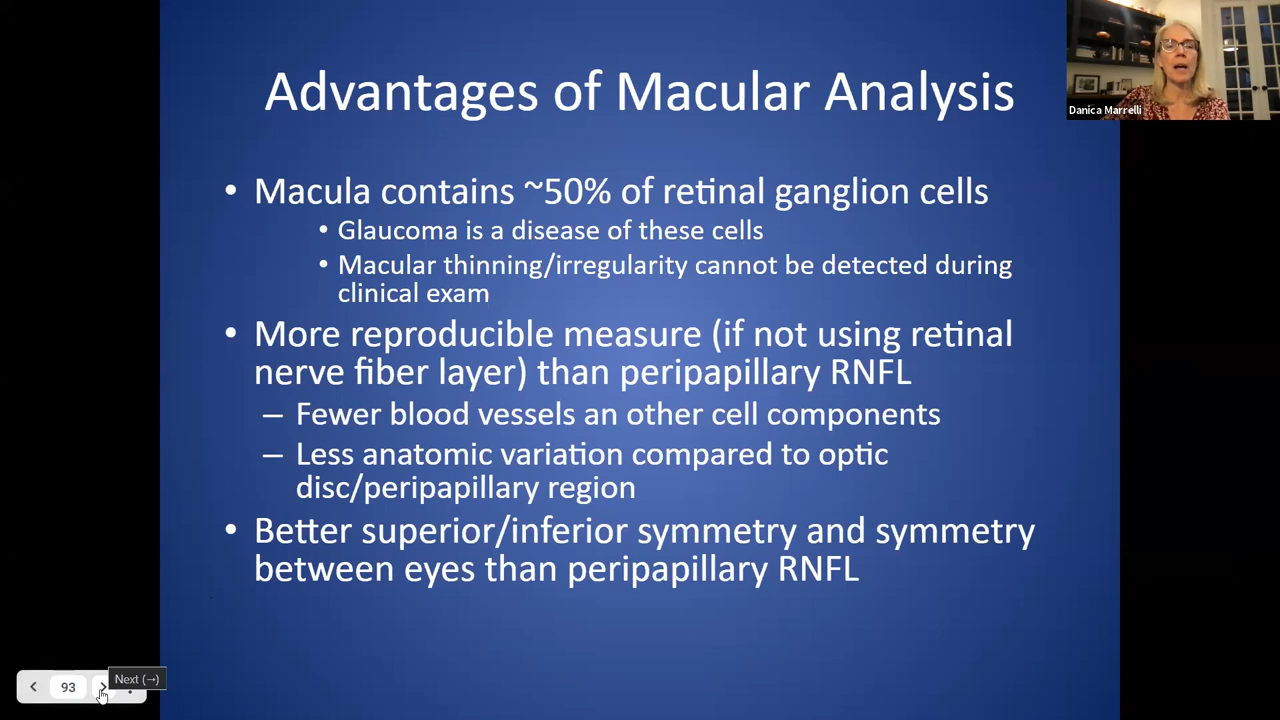 Advantages of Macular Analysis
Danica Marrelli
• Macula contains ~50% of retinal ganglion cells
• Glaucoma is a disease of these cells
• Macular thinning/irregularity cannot be detected during
clinical exam
• More reproducible measure (if not using retinal
nerve fiber layer) than peripapillary RNFL
– Fewer blood vessels an other cell components
– Less anatomic variation compared to optic
disc/peripapillary region
• Better superior/inferior symmetry and symmetry
between eyes than peripapillary RNFL
93
Next (→)